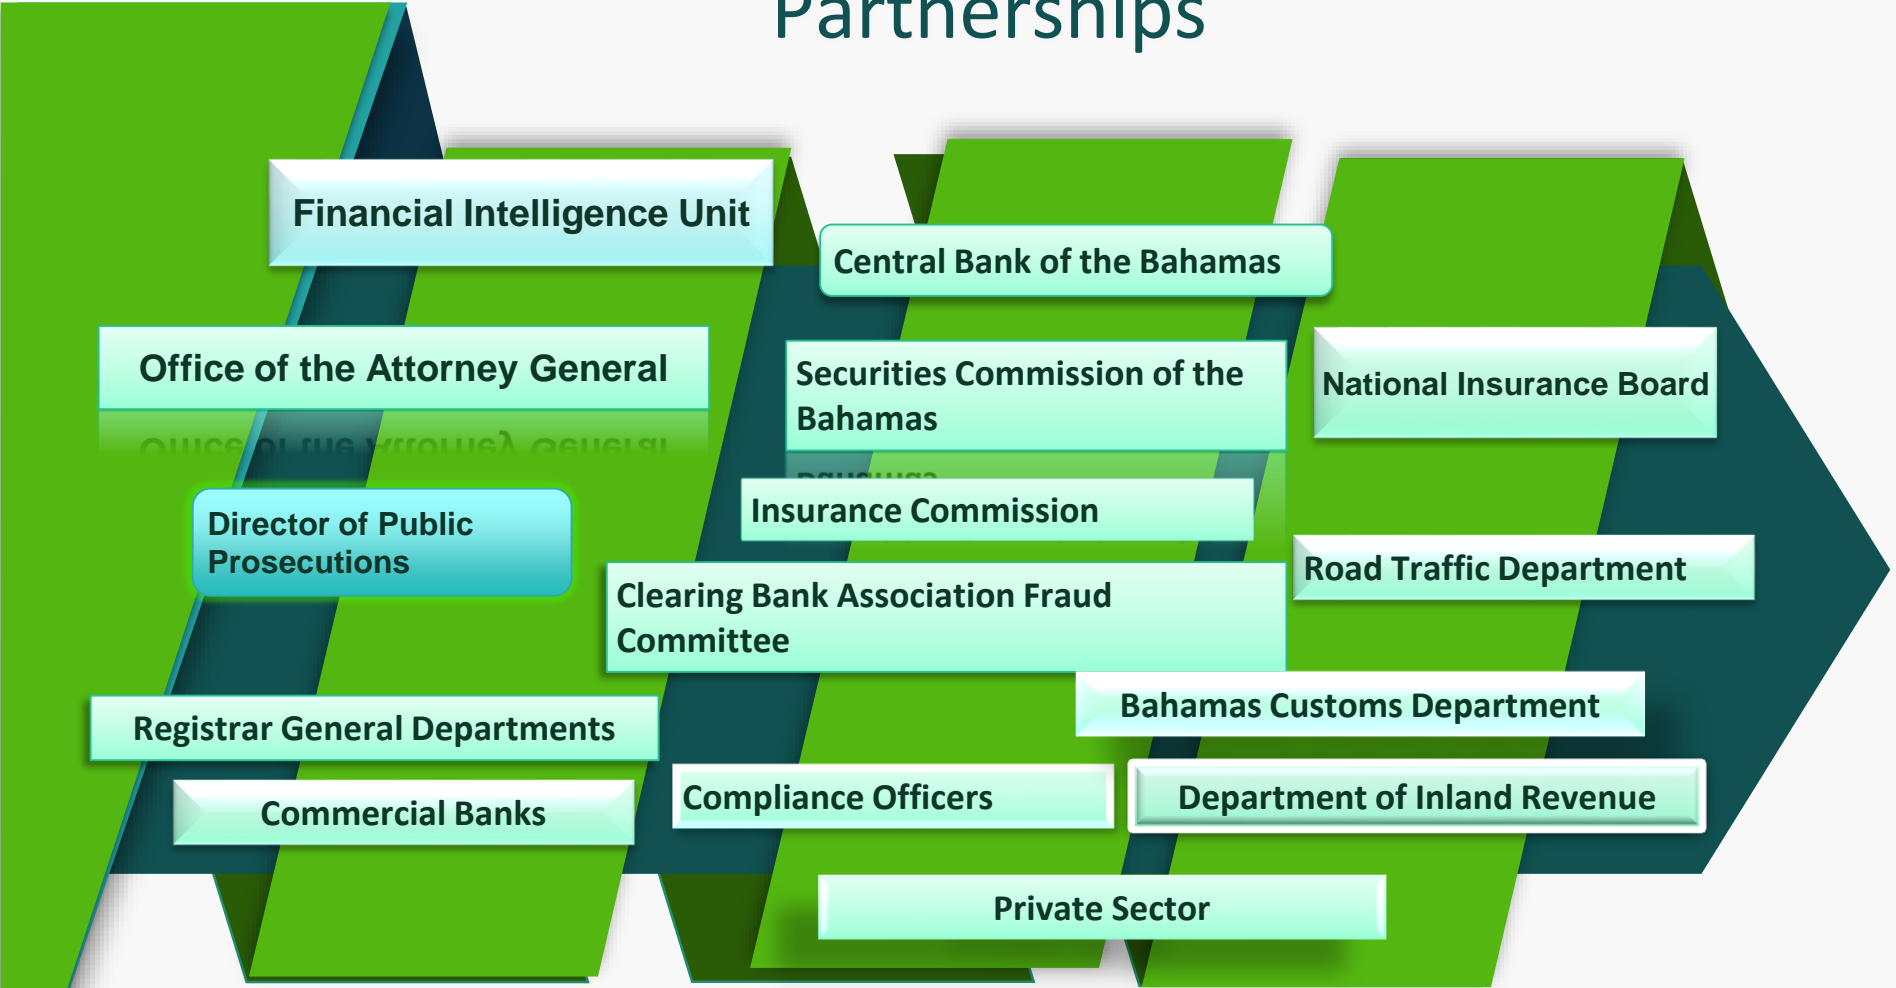 Partnerships
Financial Intelligence Unit
Central Bank of the Bahamas
Office of the Attorney General
Securities Commission of the
Bahamas
National Insurance Board
Director of Public
Prosecutions
Insurance Commission
Road Traffic Department
Clearing Bank Association Fraud
Committee
Bahamas Customs Department
Registrar General Departments
Commercial Banks
Compliance Officers
Department of Inland Revenue
Private Sector